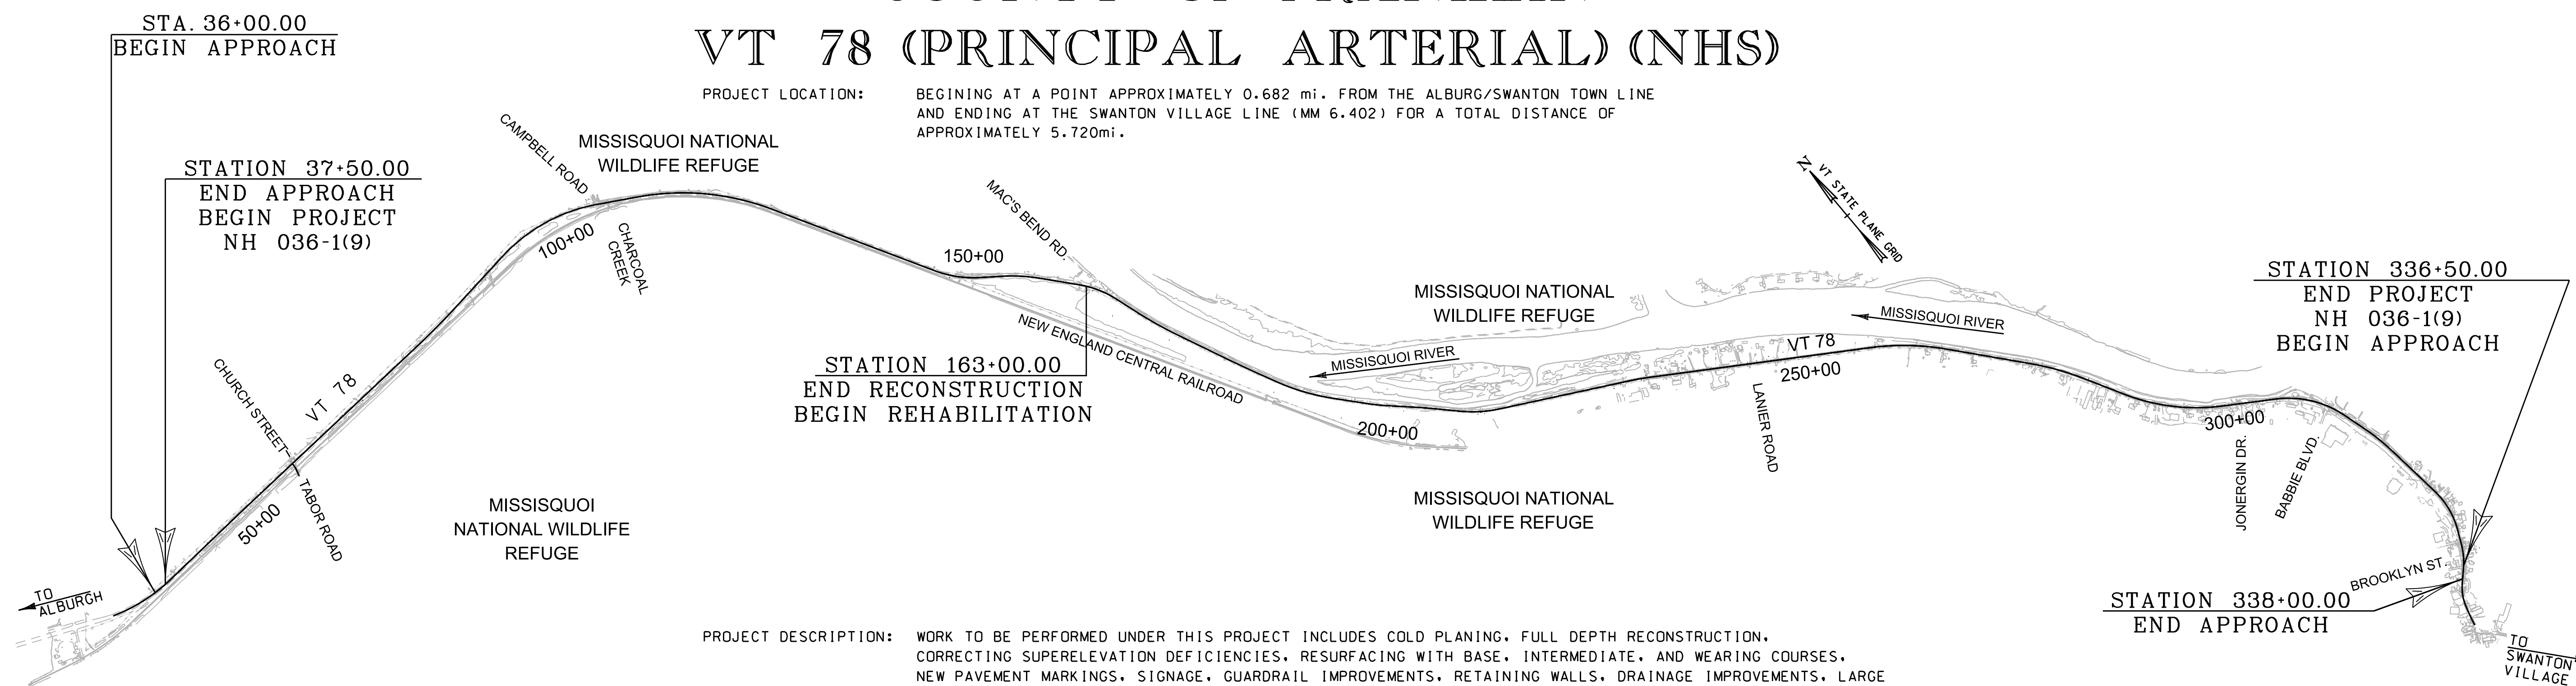 STA. 36+00.00
BEGIN APPROACH
VT 78 (PRINCIPAL ARTERIAL) (NHS)
PROJECT LOCATION: BEGINING AT A POINT APPROXIMATELY 0.682 mi. FROM THE ALBURG/SWANTON TOWN LINE
AND ENDING AT THE SWANTON VILLAGE LINE (MM 6.402) FOR A TOTAL DISTANCE OF
APPROXIMATELY 5.720mi.
STATION 37+50.00
END APPROACH
BEGIN PROJECT
NH 036-1(9)
CAMPBELL ROAD
MISSISQUOI NATIONAL
WILDLIFE REFUGE
100+00
CHARCOAL
CREEK
MAC'S BEND RD.
150+00
N
VT STATE PLANE GRID
MISSISQUOI NATIONAL
WILDLIFE REFUGE
MISSISQUOI RIVER
STATION 336+50.00
END PROJECT
NH 036-1(9)
BEGIN APPROACH
NEW ENGLAND CENTRAL RAILROAD
MISSISQUOI RIVER
VT 78
250+00
STATION 163+00.00
END RECONSTRUCTION
BEGIN REHABILITATION
CHURCH STREET
VT 78
200+00
LANIER ROAD
300+00
JONERGIN DR.
BABBIE BLVD.
50+00
TABOR ROAD
MISSISQUOI
NATIONAL WILDLIFE
REFUGE
MISSISQUOI NATIONAL
WILDLIFE REFUGE
TO
ALBURGH
BROOKLYN ST.
STATION 338+00.00
END APPROACH
TO
SWANTON
VILLAGE
PROJECT DESCRIPTION: WORK TO BE PERFORMED UNDER THIS PROJECT INCLUDES COLD PLANING, FULL DEPTH RECONSTRUCTION,
CORRECTING SUPERELEVATION DEFICIENCIES, RESURFACING WITH BASE, INTERMEDIATE, AND WEARING COURSES,
NEW PAVEMENT MARKINGS, SIGNAGE, GUARDRAIL IMPROVEMENTS, RETAINING WALLS, DRAINAGE IMPROVEMENTS, LARGE